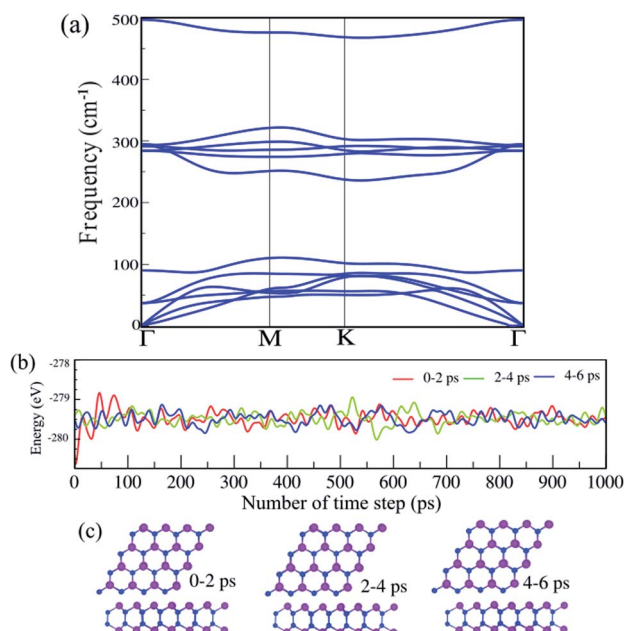 (a)
500
400
300
200
100
0
Frequency (cm⁻¹)
Γ M K Γ
(b)
-278
-279
-280
Energy (eV)
0-2 ps 2-4 ps 4-6 ps
0 100 200 300 400 500 600 700 800 900 1000
Number of time step (ps)
(c)
0-2 ps 2-4 ps 4-6 ps